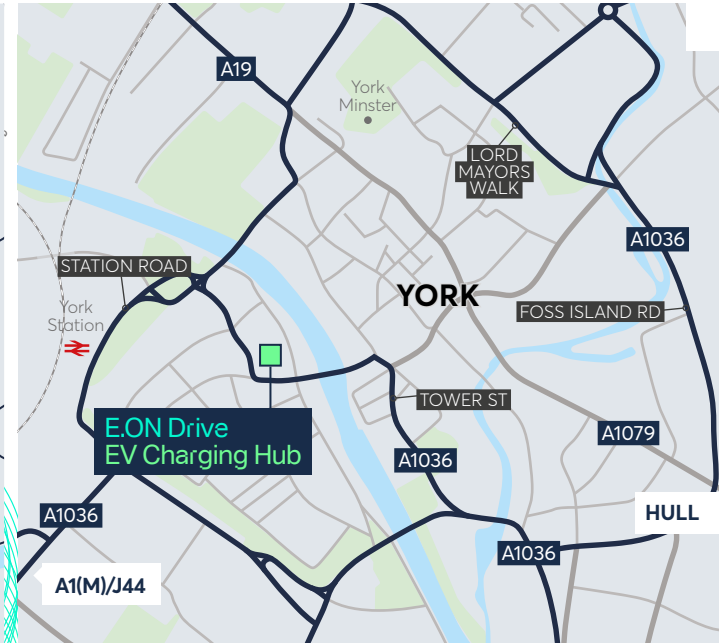 A19
York
Minster
LORD
MAYORS
WALK
A1036
STATION ROAD
YORK
York
Station
FOSS ISLAND RD
TOWER ST
E.ON Drive
EV Charging Hub
A1079
A1036
A1036
HULL
A1036
A1(M)/J44